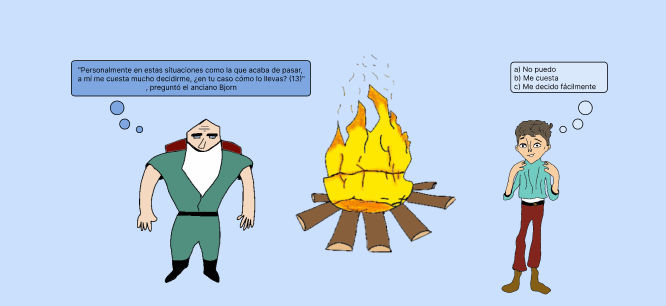 "Personalmente en estas situaciones como la que acaba de pasar,
a mí me cuesta mucho decidirme, ¿en tu caso cómo lo llevas? (13)"
, preguntó el anciano Bjorn
a) No puedo
b) Me cuesta
c) Me decido fácilmente